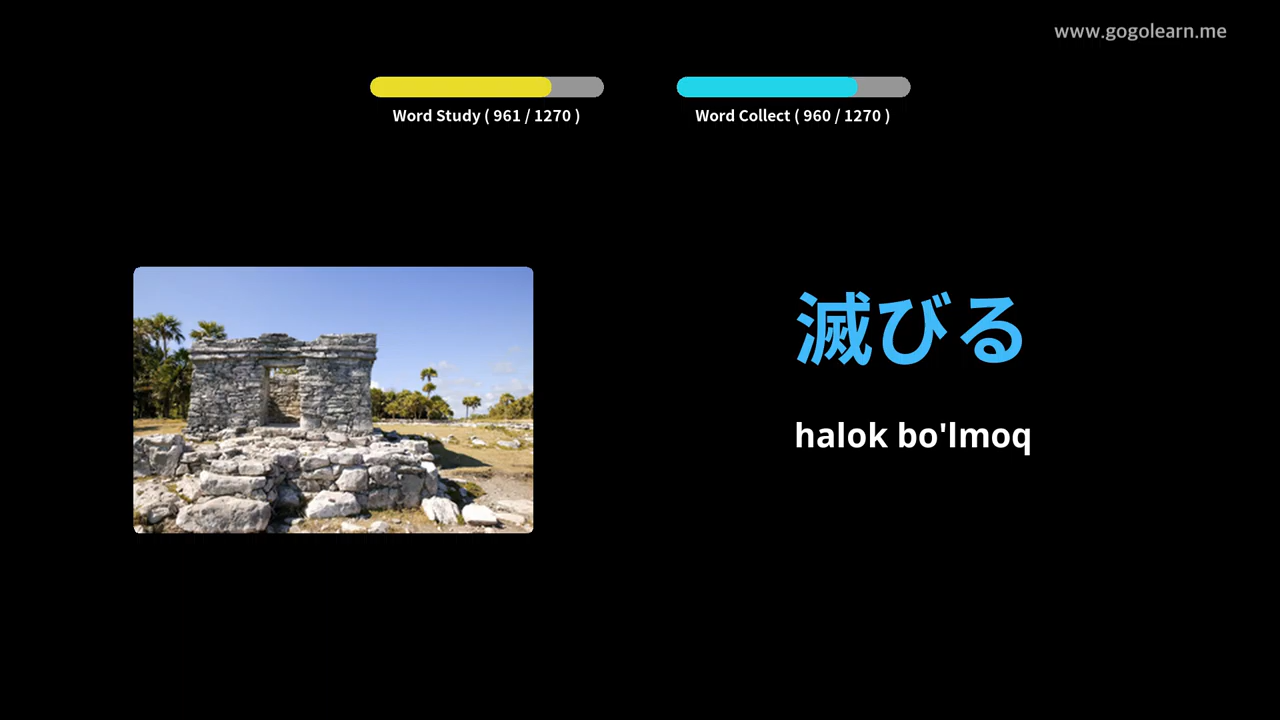 www.gogolearn.me
Word Study ( 961 / 1270 )
Word Collect ( 960 / 1270 )
滅びる
halok bo'lmoq